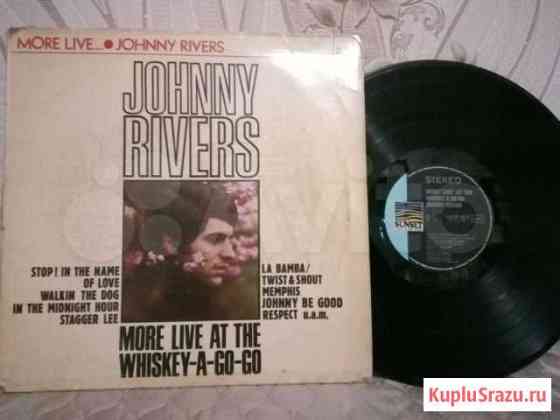 MORE LIVE... ● JOHNNY RIVERS
JOHNNY
RIVERS
STOP! IN THE NAME
OF LOVE
WALKIN THE DOG
IN THE MIDNIGHT HOUR
STAGGER LEE
LA BAMBA/
TWIST & SHOUT
MEMPHIS
JOHNNY BE GOOD
RESPECT u.a.m.
MORE LIVE AT THE
WHISKEY-A-GO-GO
STEREO
SUNSET
KupluSrazu.ru